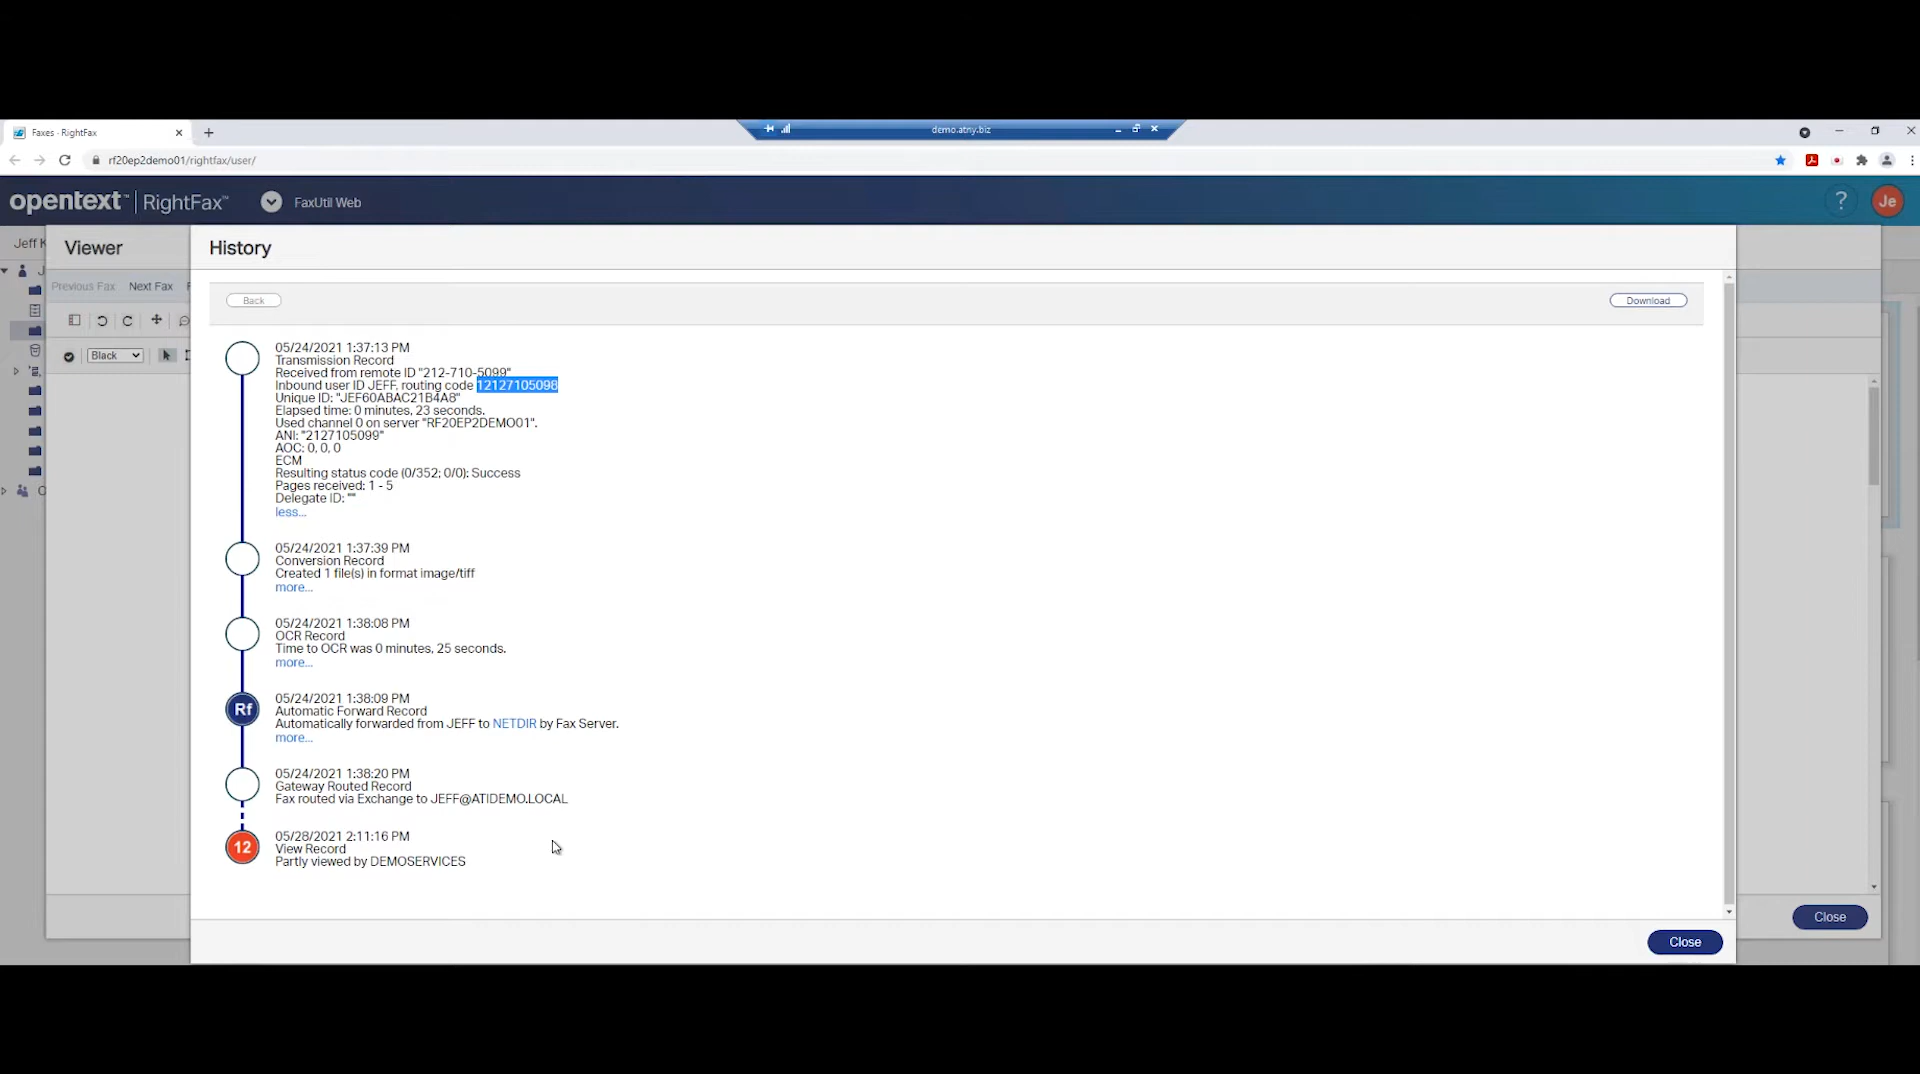 Faxes - RightFax
demo.atny.biz
rf20ep2demo01/rightfax/user/
opentext™ | RightFax™
FaxUtil Web
?
Je
Jeff K
Viewer
History
J
Previous Fax
Next Fax
F
Back
Download
Black
05/24/2021 1:37:13 PM
Transmission Record
Received from remote ID "212-710-5099"
Inbound user ID JEFF, routing code 12127105098
Unique ID: "JEF60ABAC21B4A8"
Elapsed time: 0 minutes, 23 seconds.
Used channel 0 on server "RF20EP2DEMO01".
ANI: "2127105099"
AOC: 0, 0, 0
ECM
Resulting status code (0/352; 0/0): Success
Pages received: 1 - 5
Delegate ID: ""
less...
O
05/24/2021 1:37:39 PM
Conversion Record
Created 1 file(s) in format image/tiff
more...
05/24/2021 1:38:08 PM
OCR Record
Time to OCR was 0 minutes, 25 seconds.
more...
Rf
05/24/2021 1:38:09 PM
Automatic Forward Record
Automatically forwarded from JEFF to NETDIR by Fax Server.
more...
05/24/2021 1:38:20 PM
Gateway Routed Record
Fax routed via Exchange to JEFF@ATIDEMO.LOCAL
12
05/28/2021 2:11:16 PM
View Record
Partly viewed by DEMOSERVICES
Close
Close